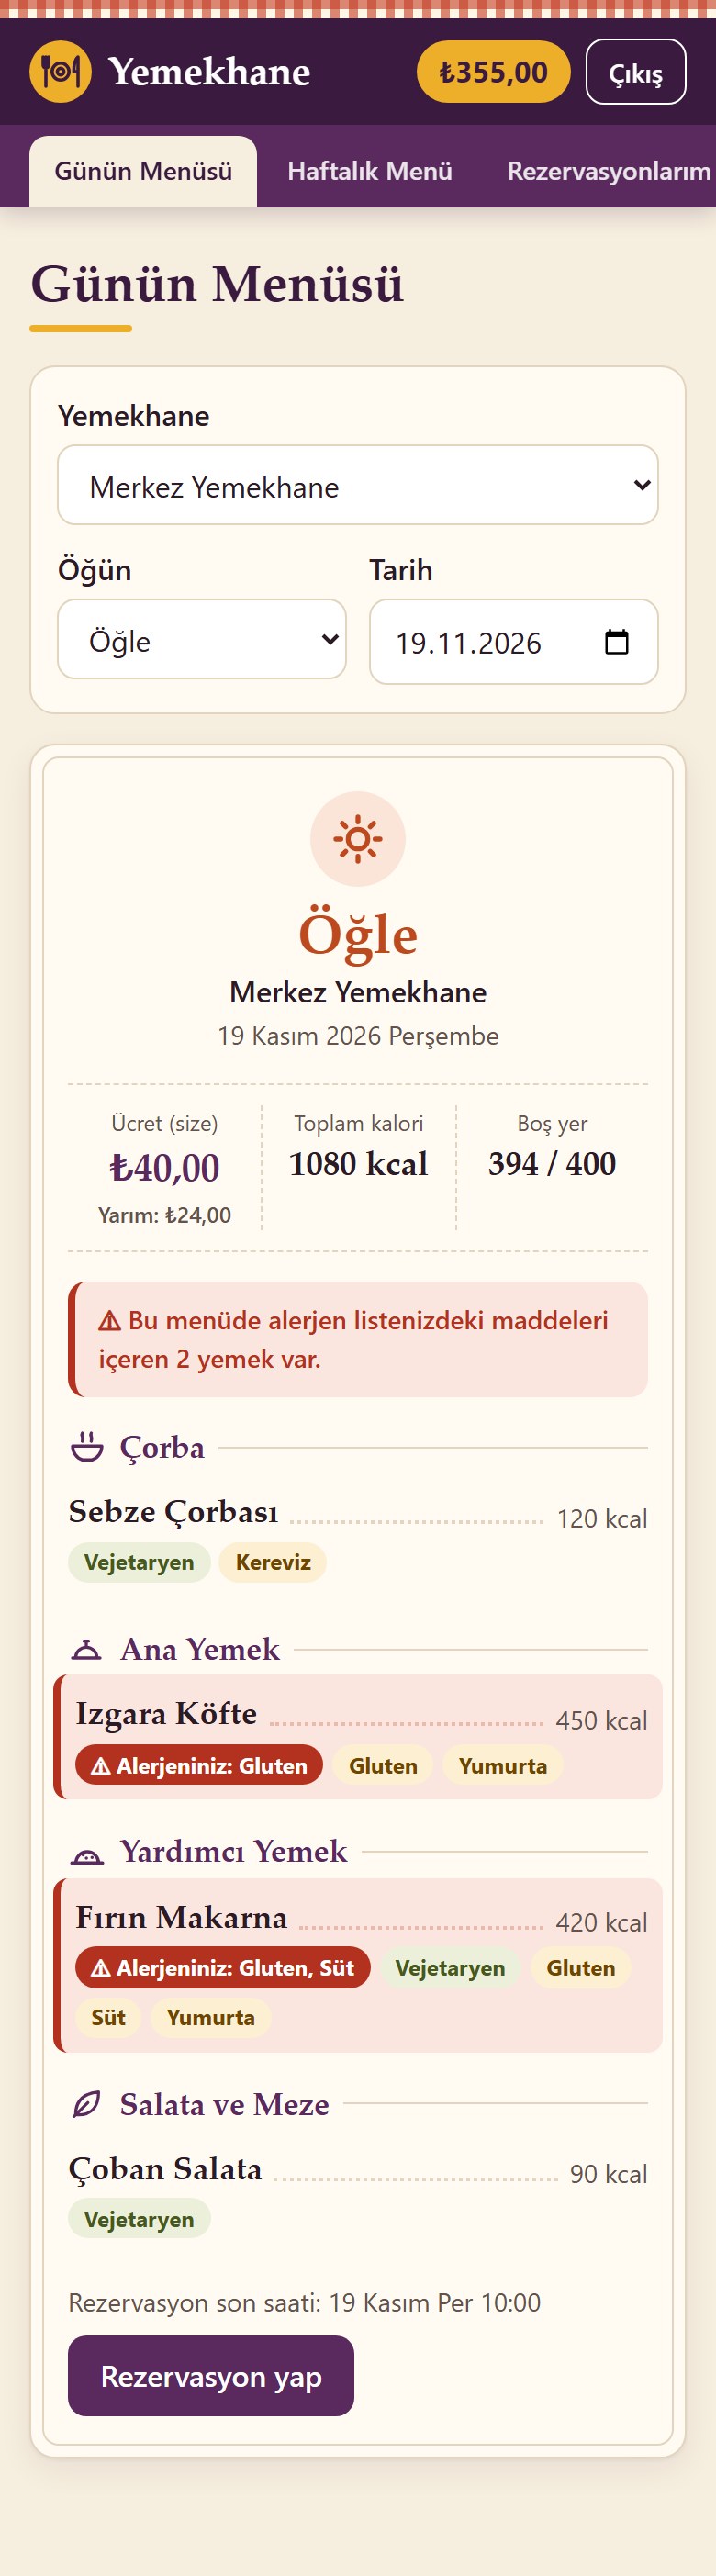 Yemekhane
₺355,00
Çıkış
Günün Menüsü
Haftalık Menü
Rezervasyonlarım
Günün Menüsü
Yemekhane
Merkez Yemekhane
Öğün
Tarih
Öğle
19.11.2026
Öğle
Merkez Yemekhane
19 Kasım 2026 Perşembe
Ücret (size)
₺40,00
Yarım: ₺24,00
Toplam kalori
1080 kcal
Boş yer
394 / 400
⚠ Bu menüde alerjen listenizdeki maddeleri
içeren 2 yemek var.
Çorba
Sebze Çorbası 120 kcal
Vejetaryen Kereviz
Ana Yemek
Izgara Köfte 450 kcal
⚠ Alerjeniniz: Gluten Gluten Yumurta
Yardımcı Yemek
Fırın Makarna 420 kcal
⚠ Alerjeniniz: Gluten, Süt Vejetaryen Gluten
Süt Yumurta
Salata ve Meze
Çoban Salata 90 kcal
Vejetaryen
Rezervasyon son saati: 19 Kasım Per 10:00
Rezervasyon yap